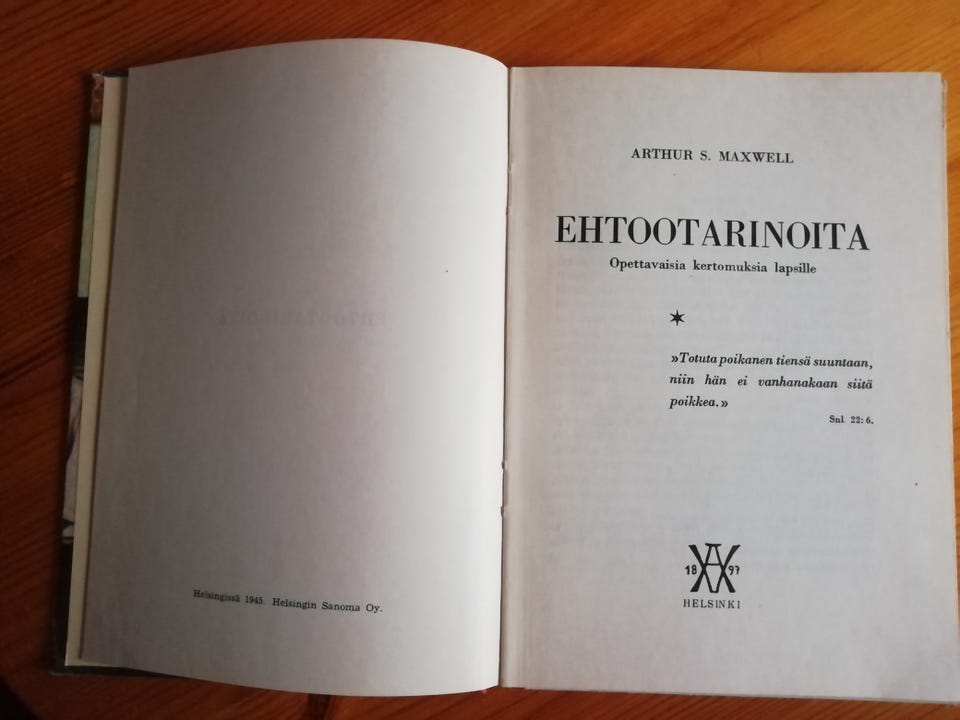 Helsingissä 1945. Helsingin Sanoma Oy.
ARTHUR S. MAXWELL
EHTOOTARINOITA
Opettavaisia kertomuksia lapsille
»Totuta poikanen tiensä suuntaan,
niin hän ei vanhanakaan siitä
poikkea.»
Snl. 22: 6.
18 97
HELSINKI